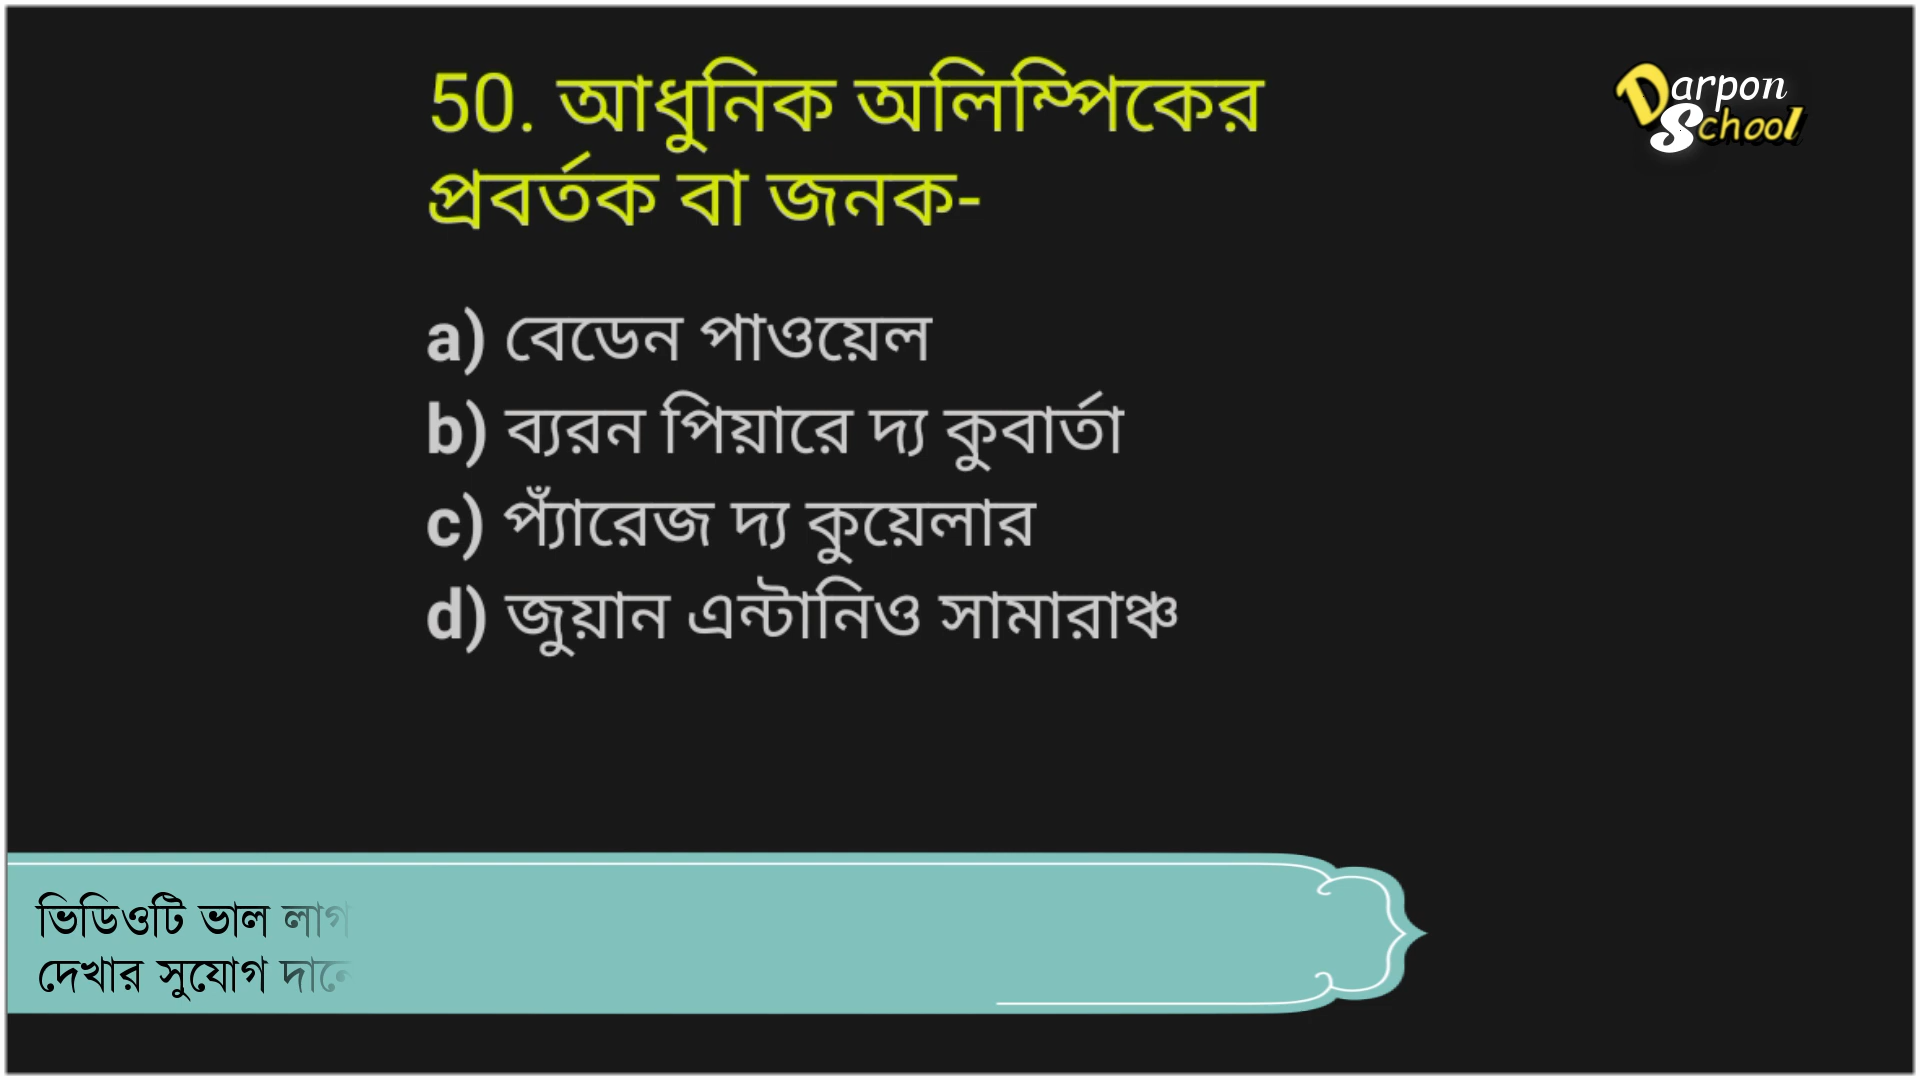 50. আধুনিক অলিম্পিকের
প্রবর্তক বা জনক-
Darpon
School
a) বেডেন পাওয়েল
b) ব্যরন পিয়ারে দ্য কুবার্তা
c) প্যাঁরেজ দ্য কুয়েলার
d) জুয়ান এন্টানিও সামারাঞ্চ
ভিডিওটি ভাল লাগ
দেখার সুযোগ দানে